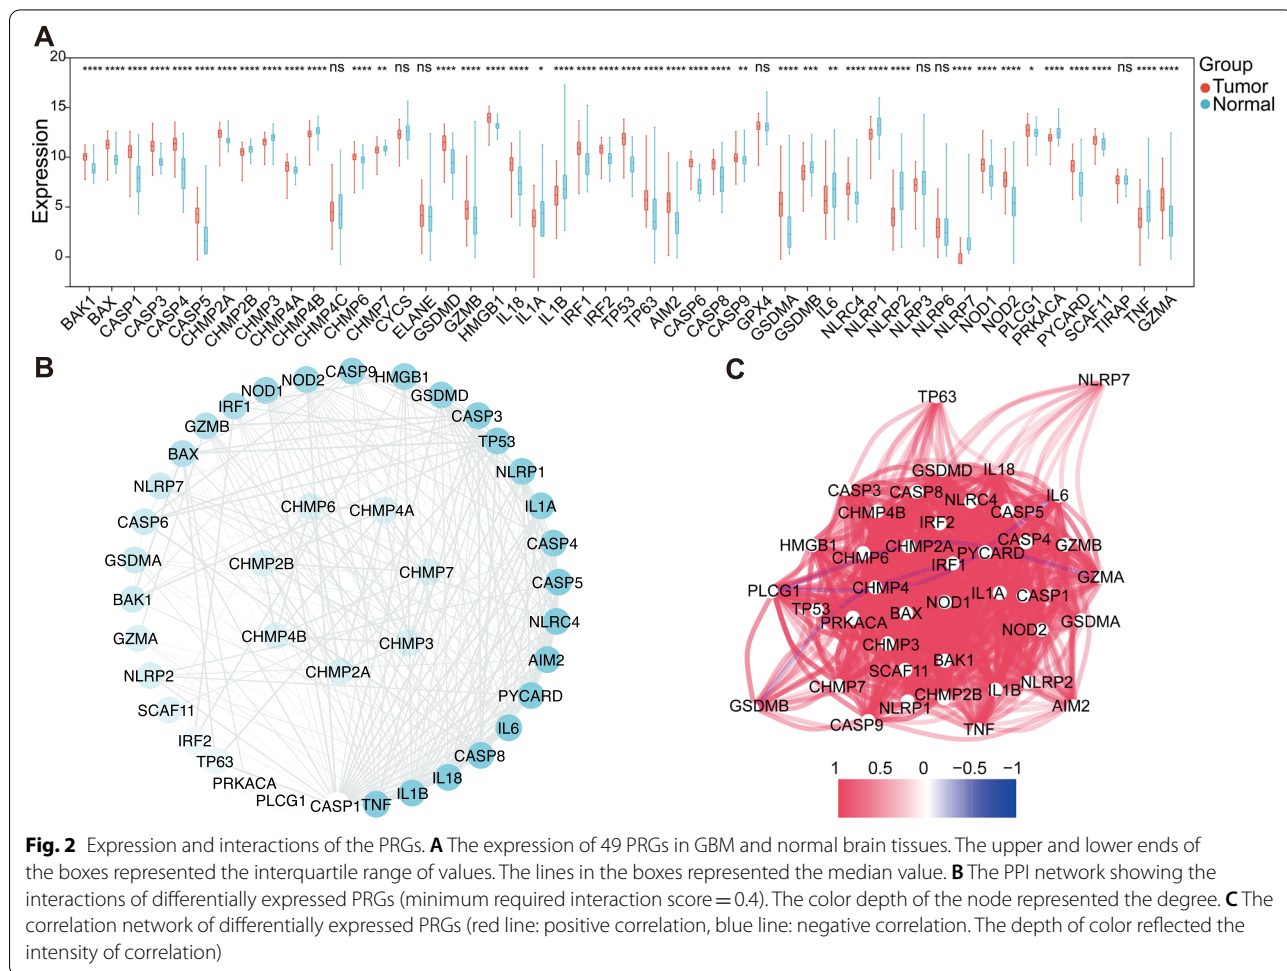 A
20
15
10
5
0
Expression
**** **** **** **** **** **** **** **** **** **** **** ns **** ** ns ns **** **** **** **** * **** **** **** **** **** **** **** **** ** ns **** *** ** **** **** **** ns ns **** **** **** * **** **** **** ns **** ****
Group
Tumor
Normal
BAK1 BAX CASP1 CASP3 CASP4 CASP5 CHMP2A CHMP2B CHMP3 CHMP4A CHMP4B CHMP4C CHMP6 CHMP7 CYCS ELANE GSDMD GZMB HMGB1 IL18 IL1A IL1B IRF1 IRF2 TP53 TP63 AIM2 CASP6 CASP8 CASP9 GPX4 GSDMA GSDMB IL6 NLRC4 NLRP1 NLRP2 NLRP3 NLRP6 NLRP7 NOD1 NOD2 PLCG1 PRKACA PYCARD SCAF11 TIRAP TNF GZMA
B
CASP9
HMGB1
GSDMD
CASP3
TP53
NLRP1
IL1A
CASP4
CASP5
NLRC4
AIM2
PYCARD
IL6
CASP8
IL18
IL1B
TNF
CASP1
PLCG1
PRKACA
TP63
IRF2
SCAF11
NLRP2
GZMA
BAK1
GSDMA
CASP6
NLRP7
BAX
GZMB
IRF1
NOD1
NOD2
CHMP6
CHMP4A
CHMP2B
CHMP7
CHMP4B
CHMP3
CHMP2A
C
NLRP7
TP63
GSDMD IL18
CASP3 CASP8 NLRC4 IL6
CHMP4B CASP5
IRF2
HMGB1 CHMP2A CASP4 GZMB
CHMP6 PYCARD
IRF1
GZMA
PLCG1 CHMP4 IL1A CASP1
TP53 NOD1
PRKACA BAX GSDMA
NOD2
CHMP3
BAK1
SCAF11
CHMP7 CHMP2B IL1B NLRP2
GSDMB NLRP1 AIM2
CASP9 TNF
1 0.5 0 −0.5 −1
Fig. 2 Expression and interactions of the PRGs. A The expression of 49 PRGs in GBM and normal brain tissues. The upper and lower ends of
the boxes represented the interquartile range of values. The lines in the boxes represented the median value. B The PPI network showing the
interactions of differentially expressed PRGs (minimum required interaction score = 0.4). The color depth of the node represented the degree. C The
correlation network of differentially expressed PRGs (red line: positive correlation, blue line: negative correlation. The depth of color reflected the
intensity of correlation)